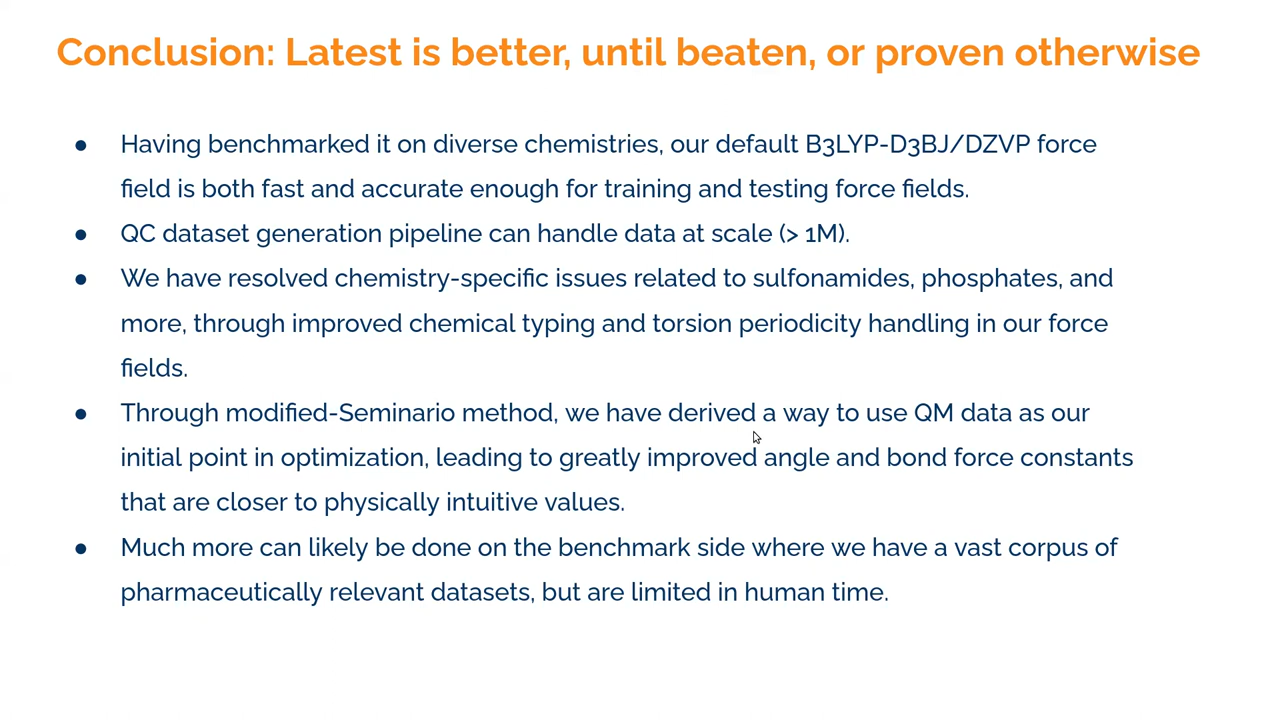 Conclusion: Latest is better, until beaten, or proven otherwise
● Having benchmarked it on diverse chemistries, our default B3LYP-D3BJ/DZVP force
field is both fast and accurate enough for training and testing force fields.
● QC dataset generation pipeline can handle data at scale (> 1M).
● We have resolved chemistry-specific issues related to sulfonamides, phosphates, and
more, through improved chemical typing and torsion periodicity handling in our force
fields.
● Through modified-Seminario method, we have derived a way to use QM data as our
initial point in optimization, leading to greatly improved angle and bond force constants
that are closer to physically intuitive values.
● Much more can likely be done on the benchmark side where we have a vast corpus of
pharmaceutically relevant datasets, but are limited in human time.